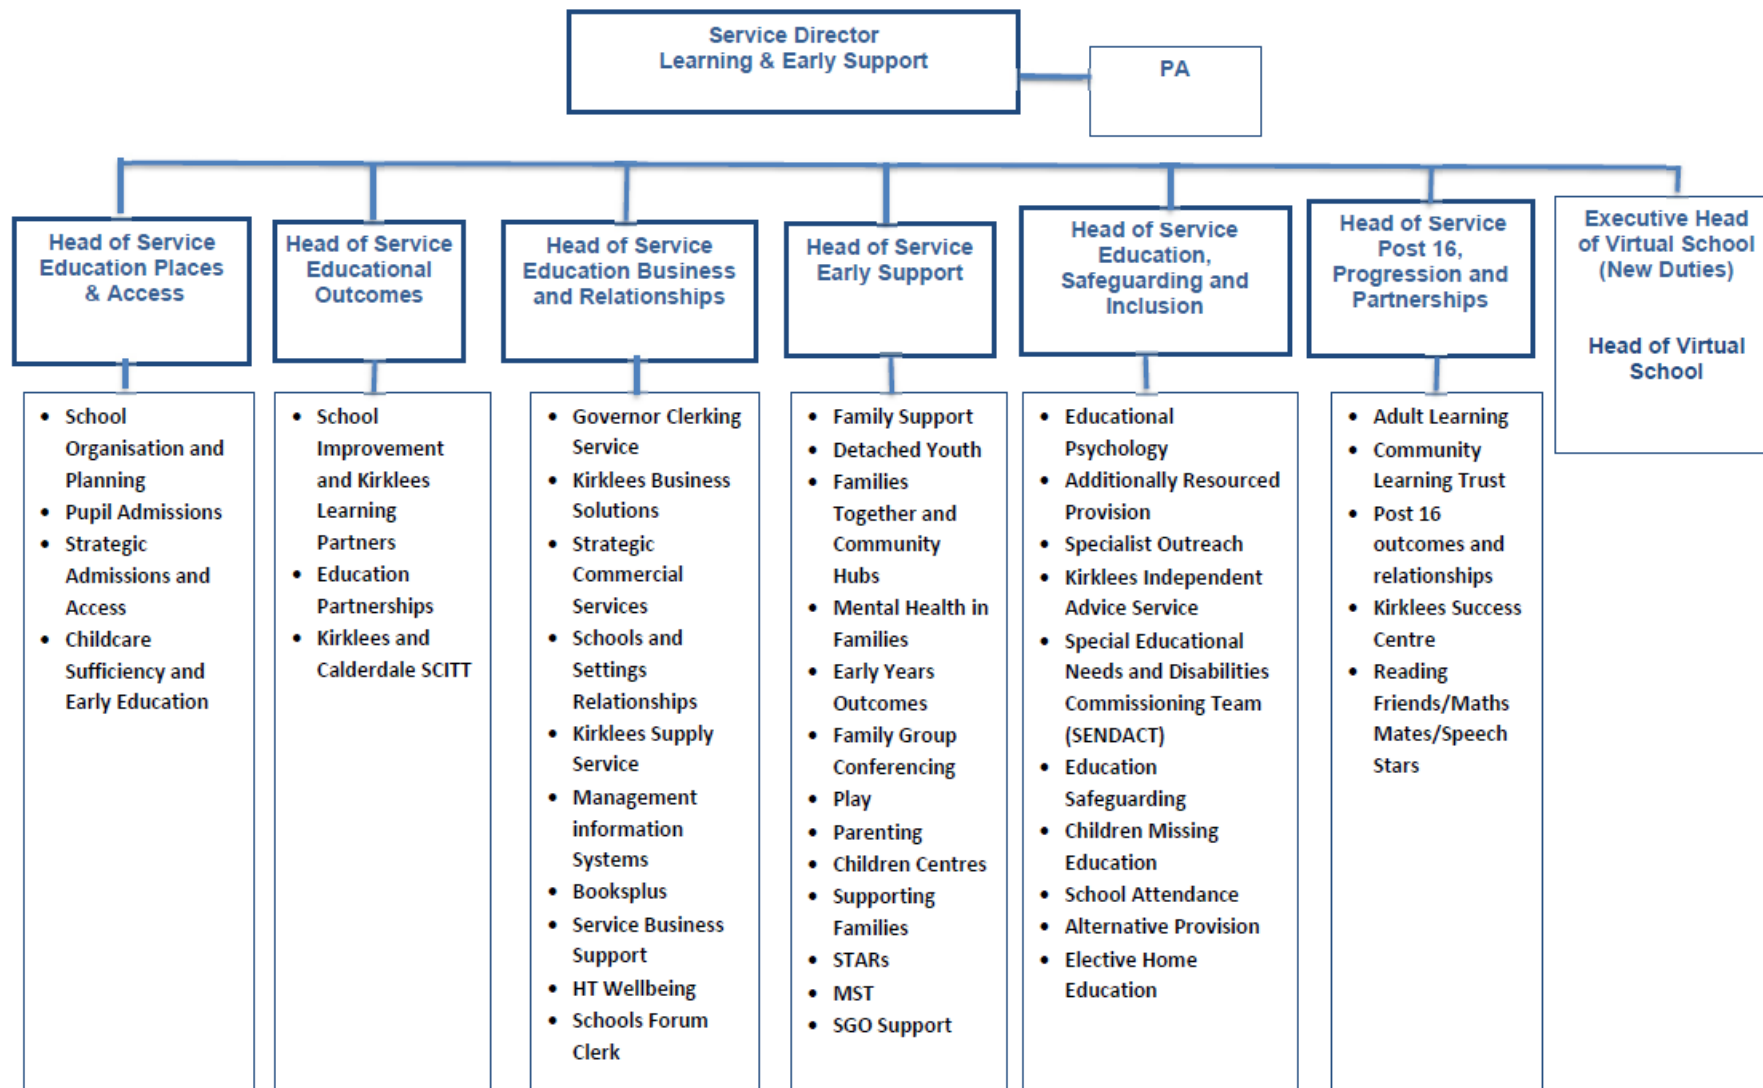 Service Director
Learning & Early Support
PA
Head of Service
Education Places
& Access
Head of Service
Educational
Outcomes
Head of Service
Education Business
and Relationships
Head of Service
Early Support
Head of Service
Education,
Safeguarding and
Inclusion
Head of Service
Post 16,
Progression and
Partnerships
Executive Head
of Virtual School
(New Duties)
Head of Virtual
School
• School
Organisation and
Planning
• Pupil Admissions
• Strategic
Admissions and
Access
• Childcare
Sufficiency and
Early Education
• School
Improvement
and Kirklees
Learning
Partners
• Education
Partnerships
• Kirklees and
Calderdale SCITT
• Governor Clerking
Service
• Kirklees Business
Solutions
• Strategic
Commercial
Services
• Schools and
Settings
Relationships
• Kirklees Supply
Service
• Management
information
Systems
• Booksplus
• Service Business
Support
• HT Wellbeing
• Schools Forum
Clerk
• Family Support
• Detached Youth
• Families
Together and
Community
Hubs
• Mental Health in
Families
• Early Years
Outcomes
• Family Group
Conferencing
• Play
• Parenting
• Children Centres
• Supporting
Families
• STARs
• MST
• SGO Support
• Educational
Psychology
• Additionally Resourced
Provision
• Specialist Outreach
• Kirklees Independent
Advice Service
• Special Educational
Needs and Disabilities
Commissioning Team
(SENDACT)
• Education
Safeguarding
• Children Missing
Education
• School Attendance
• Alternative Provision
• Elective Home
Education
• Adult Learning
• Community
Learning Trust
• Post 16
outcomes and
relationships
• Kirklees Success
Centre
• Reading
Friends/Maths
Mates/Speech
Stars